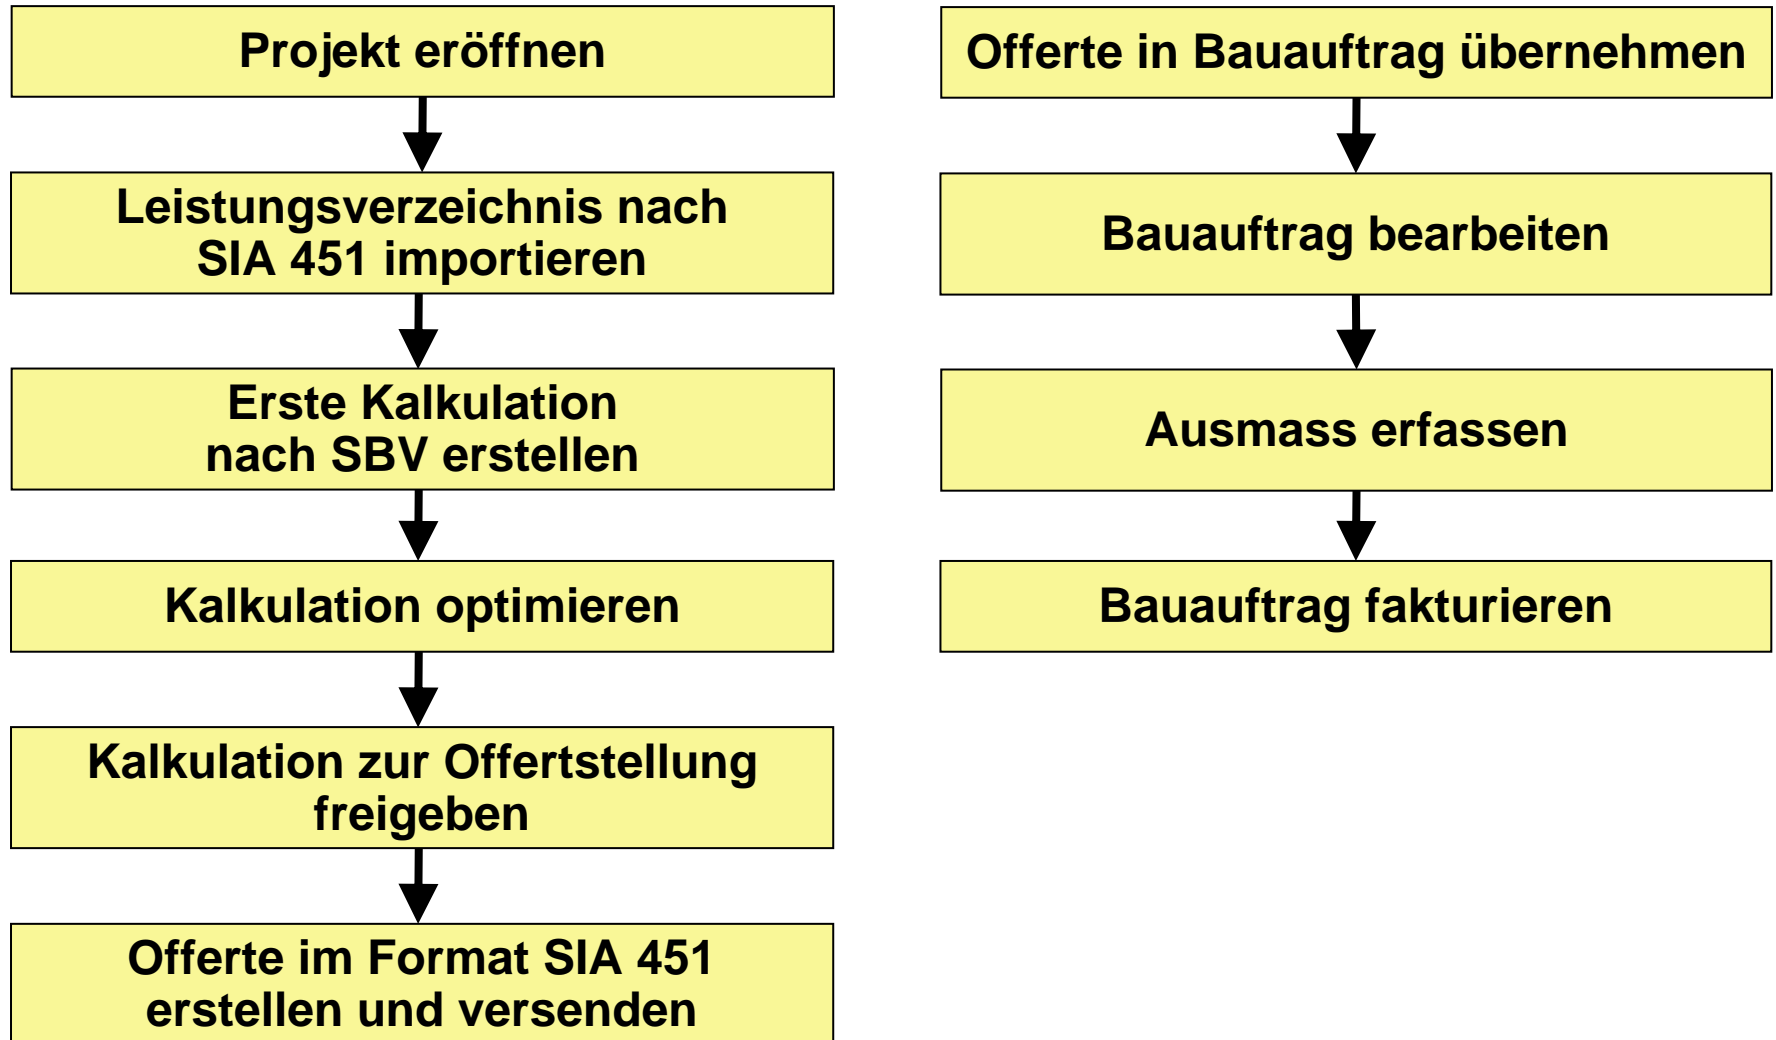 Projekt eröffnen
Leistungsverzeichnis nach
SIA 451 importieren
Erste Kalkulation
nach SBV erstellen
Kalkulation optimieren
Kalkulation zur Offertstellung
freigeben
Offerte im Format SIA 451
erstellen und versenden
Offerte in Bauauftrag übernehmen
Bauauftrag bearbeiten
Ausmass erfassen
Bauauftrag fakturieren